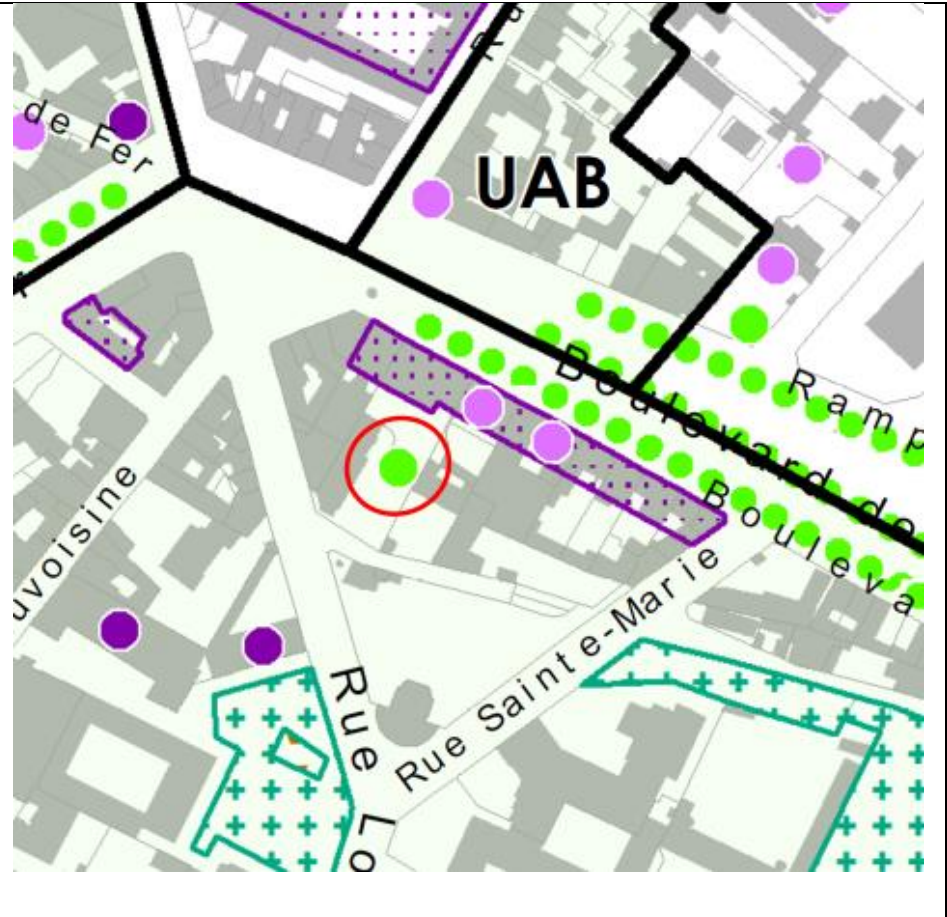 de Fer
UAB
Ramp
Boulevard de
Bouleva
uvoisine
Rue Sainte-Marie
Rue Lo